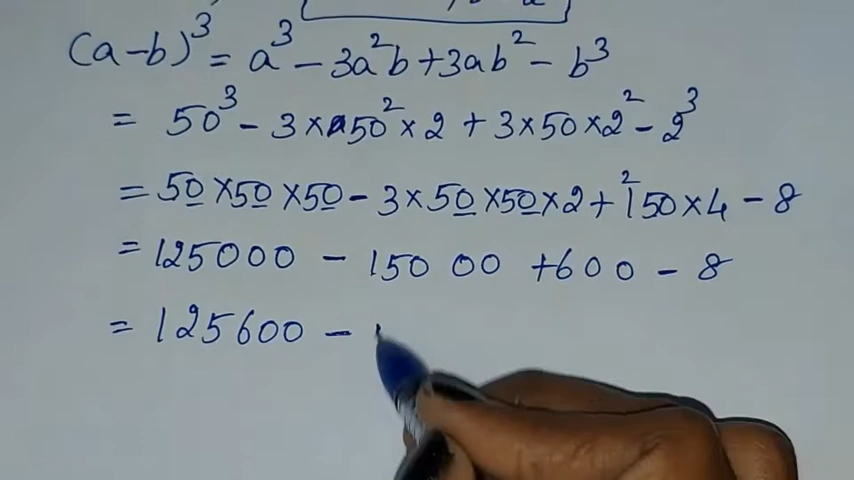 (a-b)³ = a³ - 3a²b + 3ab² - b³
= 50³ - 3×50²×2 + 3×50×2² - 2³
= 50×50×50 - 3×50×50×2 + ²150×4 - 8
= 125000 - 15000 + 600 - 8
= 125600 -